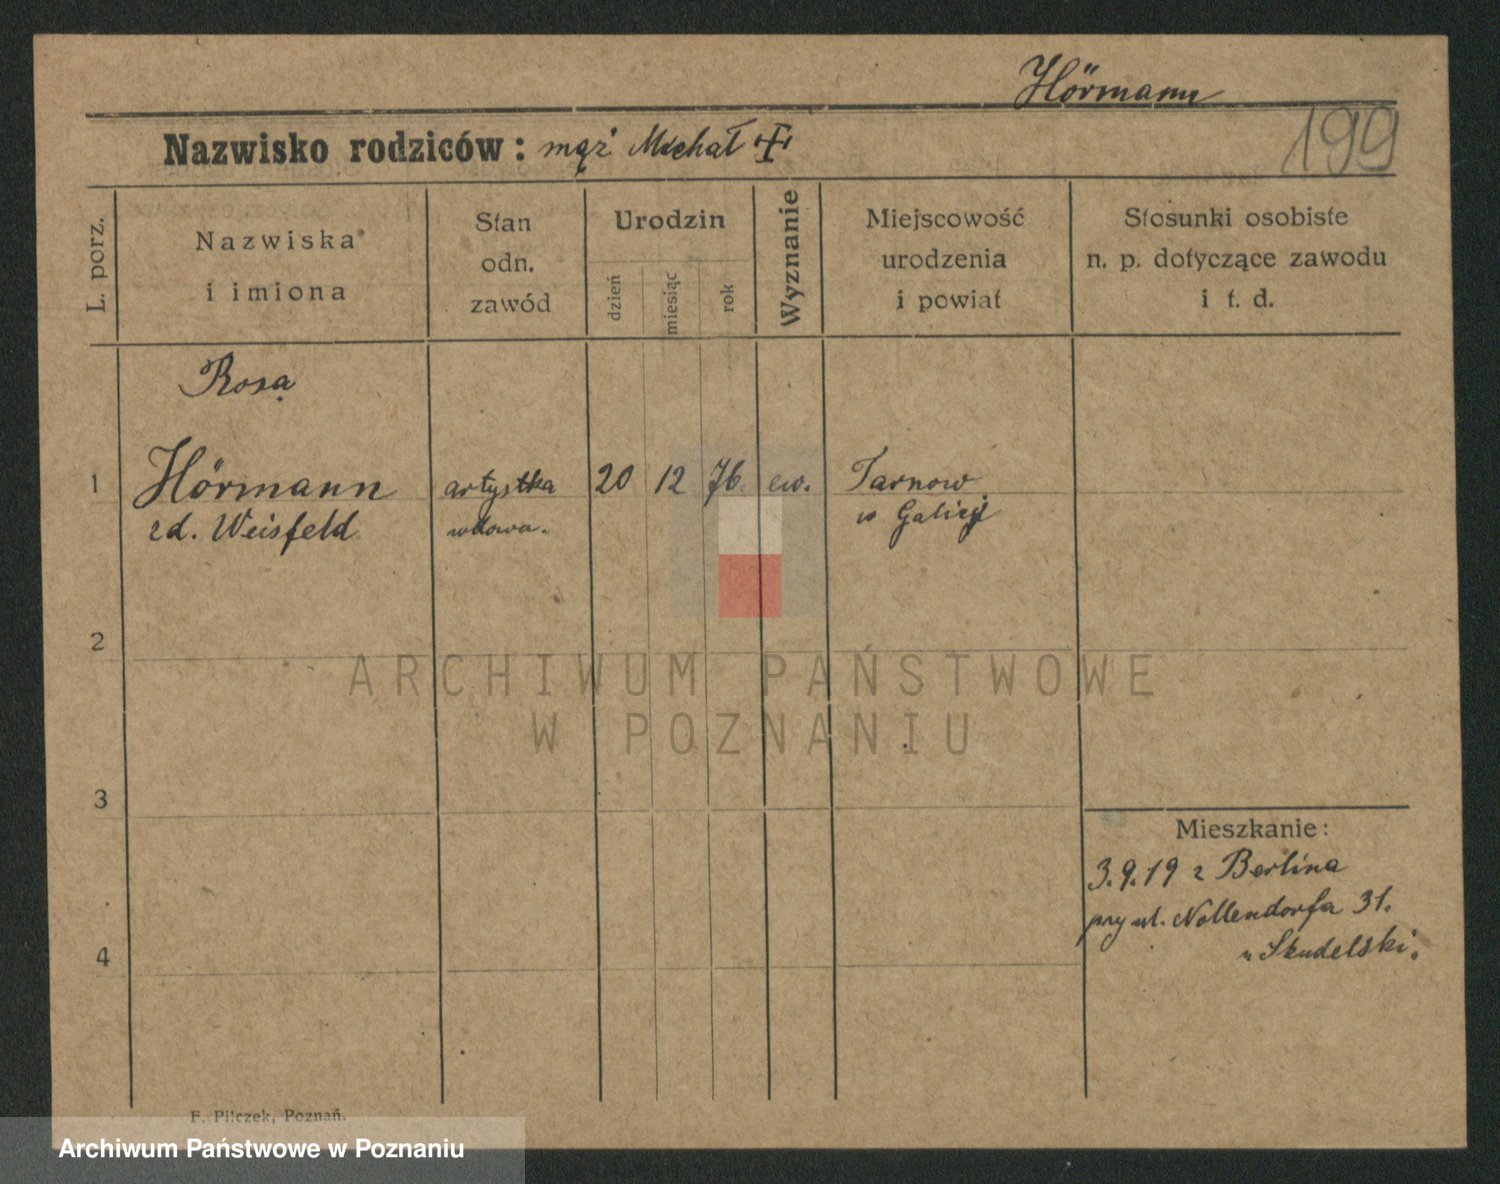 Hörmann
Nazwisko rodziców: mąż Michał
199
L. porz.
Nazwiska
i imiona
Stan
odn.
zawód
Urodzin
dzień
miesiąc
rok
Wyznanie
Miejscowość
urodzenia
i powiat
Stosunki osobiste
n. p. dotyczące zawodu
i t. d.
Rosa
1 Hörmann artystka 20 12 76. ew. Tarnow
zd. Weisfeld wdowa. w Galicji
2
3
4
Mieszkanie:
3.9.19 z Berlina
przy ul. Nollendorfa 31.
u Skudelski.
F. Pilczek, Poznań.
ARCHIWUM PAŃSTWOWE
W POZNANIU
Archiwum Państwowe w Poznaniu